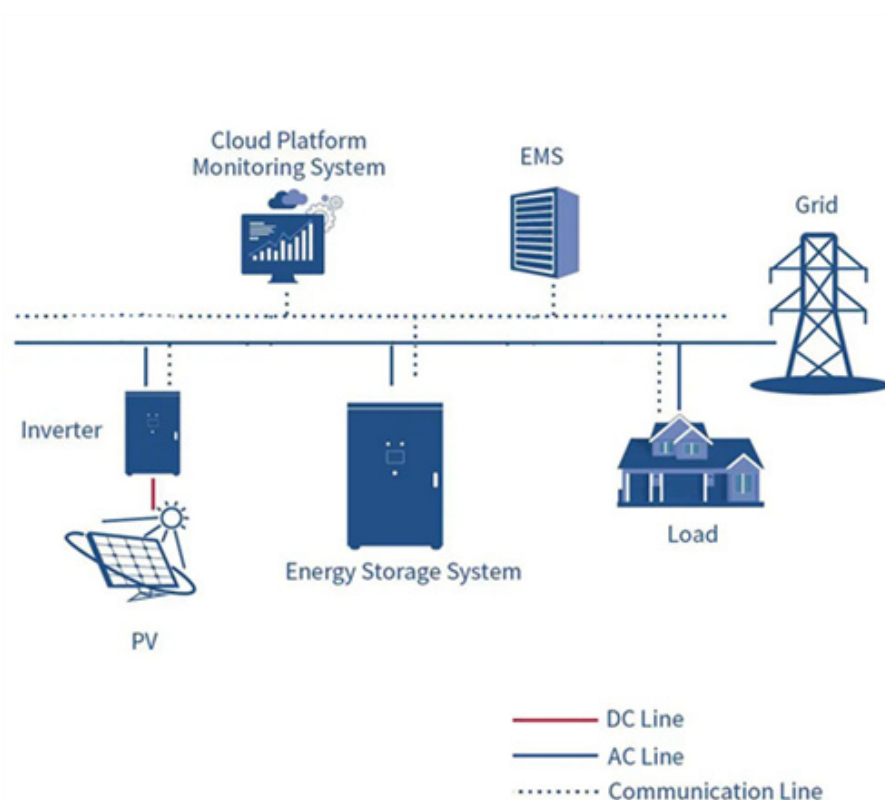 Cloud Platform
Monitoring System
EMS
Grid
Inverter
Load
Energy Storage System
PV
DC Line
AC Line
Communication Line